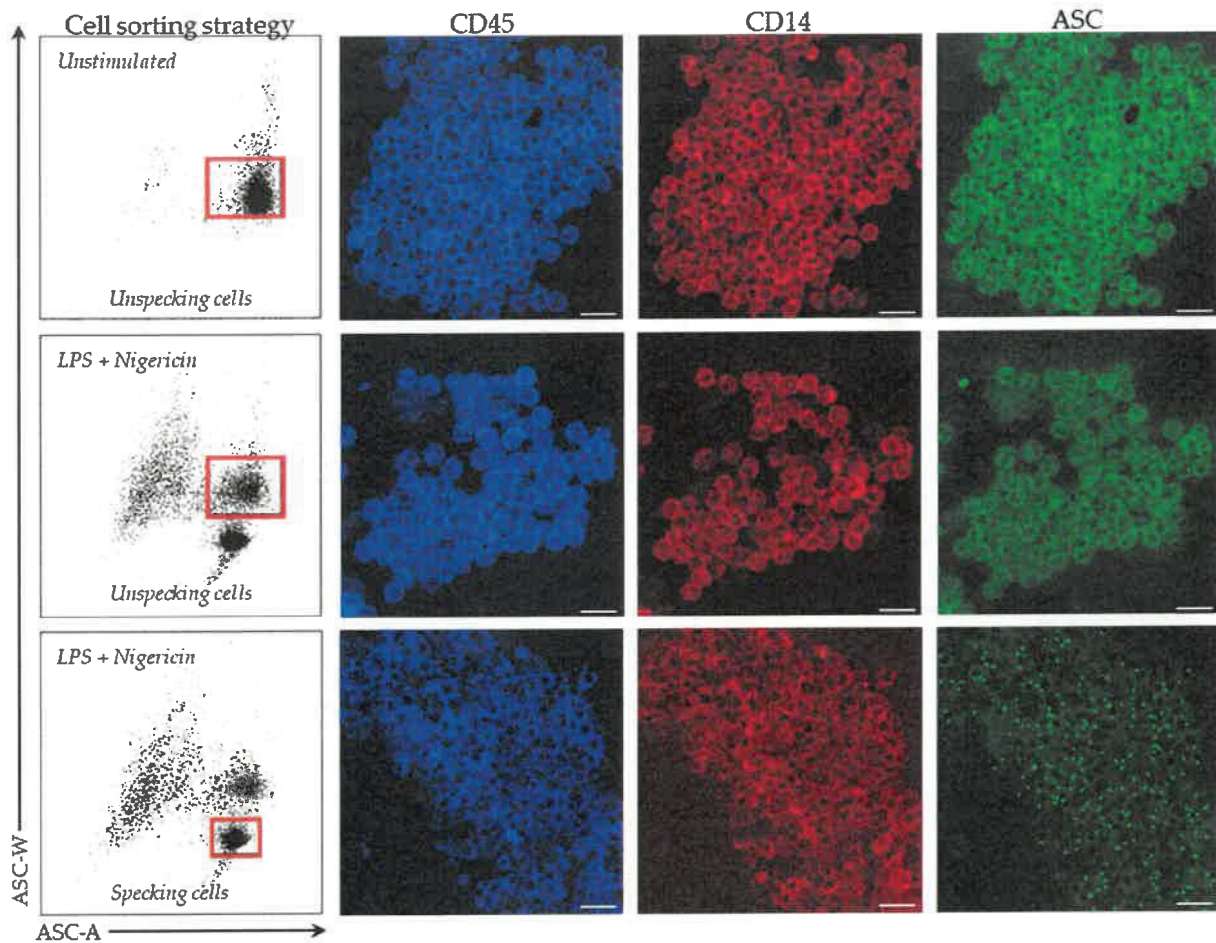 Cell sorting strategy CD45 CD14 ASC
Unstimulated
Unspecking cells
LPS + Nigericin
Unspecking cells
LPS + Nigericin
Specking cells
ASC-W
ASC-A